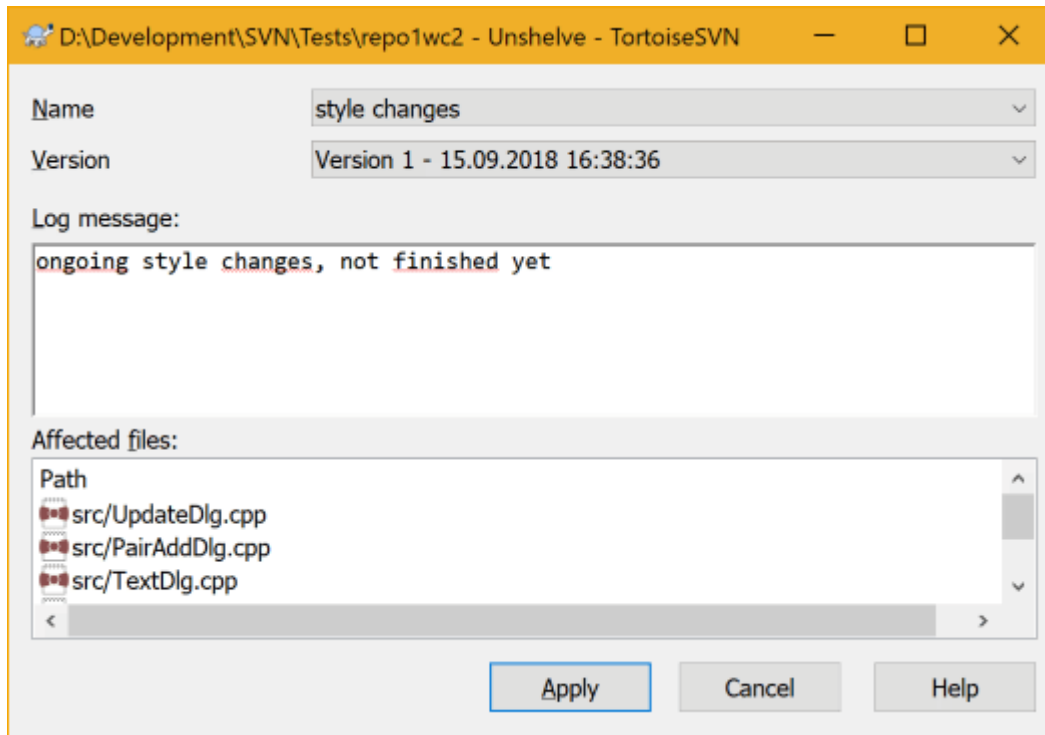 D:\Development\SVN\Tests\repo1wc2 - Unshelve - TortoiseSVN
Name
style changes
Version
Version 1 - 15.09.2018 16:38:36
Log message:
ongoing style changes, not finished yet
Affected files:
Path
src/UpdateDlg.cpp
src/PairAddDlg.cpp
src/TextDlg.cpp
Apply Cancel Help